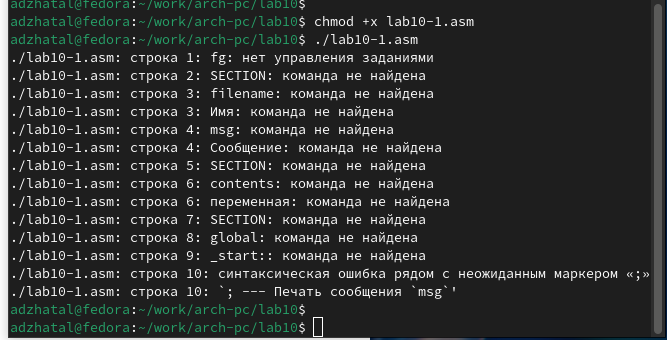 adzhatal@fedora:~/work/arch-pc/lab10$
adzhatal@fedora:~/work/arch-pc/lab10$ chmod +x lab10-1.asm
adzhatal@fedora:~/work/arch-pc/lab10$ ./lab10-1.asm
./lab10-1.asm: строка 1: fg: нет управления заданиями
./lab10-1.asm: строка 2: SECTION: команда не найдена
./lab10-1.asm: строка 3: filename: команда не найдена
./lab10-1.asm: строка 3: Имя: команда не найдена
./lab10-1.asm: строка 4: msg: команда не найдена
./lab10-1.asm: строка 4: Сообщение: команда не найдена
./lab10-1.asm: строка 5: SECTION: команда не найдена
./lab10-1.asm: строка 6: contents: команда не найдена
./lab10-1.asm: строка 6: переменная: команда не найдена
./lab10-1.asm: строка 7: SECTION: команда не найдена
./lab10-1.asm: строка 8: global: команда не найдена
./lab10-1.asm: строка 9: _start:: команда не найдена
./lab10-1.asm: строка 10: синтаксическая ошибка рядом с неожиданным маркером «;»
./lab10-1.asm: строка 10: `; --- Печать сообщения `msg`'
adzhatal@fedora:~/work/arch-pc/lab10$
adzhatal@fedora:~/work/arch-pc/lab10$